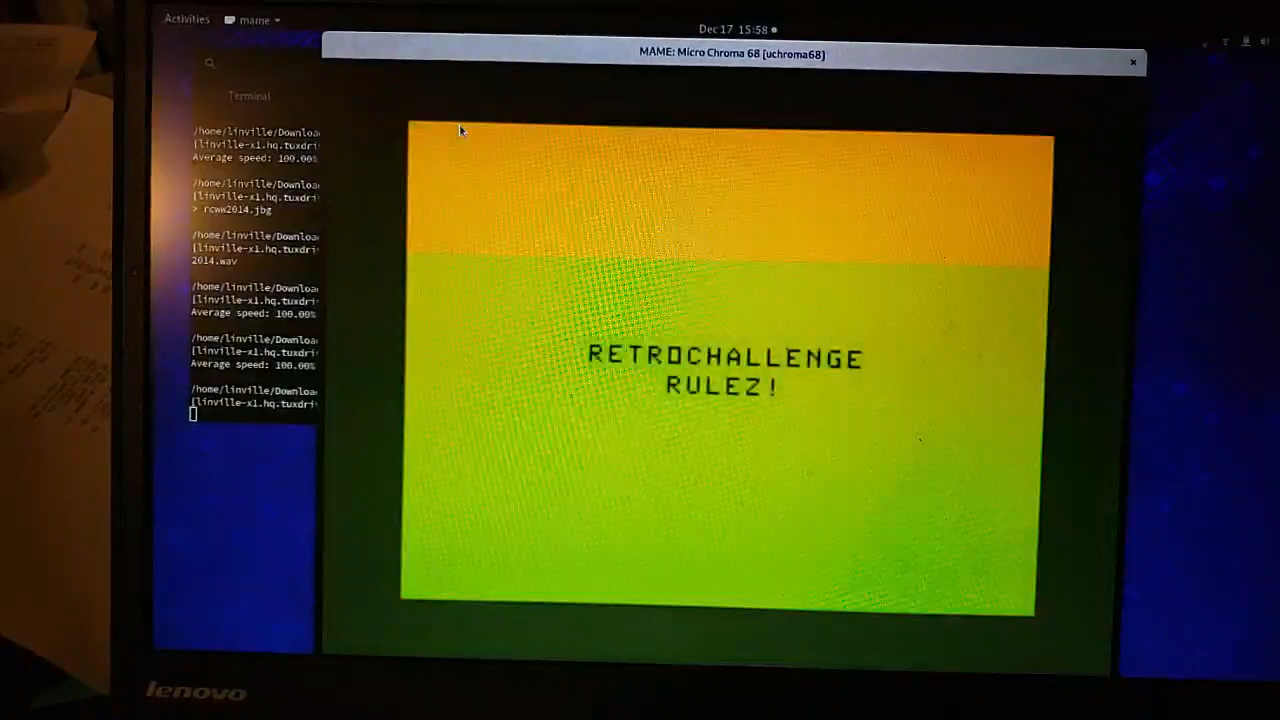 Activities
mame
Dec 17 15:58
MAME: Micro Chroma 68 [uchroma68]
Terminal
/home/linville/Downloa
[linville-x1.hq.tuxdri
Average speed: 100.00%
/home/linville/Downloa
[linville-x1.hq.tuxdri
> rcww2014.jbg
/home/linville/Downloa
[linville-x1.hq.tuxdri
2014.wav
/home/linville/Downloa
[linville-x1.hq.tuxdri
Average speed: 100.00%
/home/linville/Downloa
[linville-x1.hq.tuxdri
Average speed: 100.00%
/home/linville/Downloa
[linville-x1.hq.tuxdri
RETROCHALLENGE
RULEZ!
lenovo